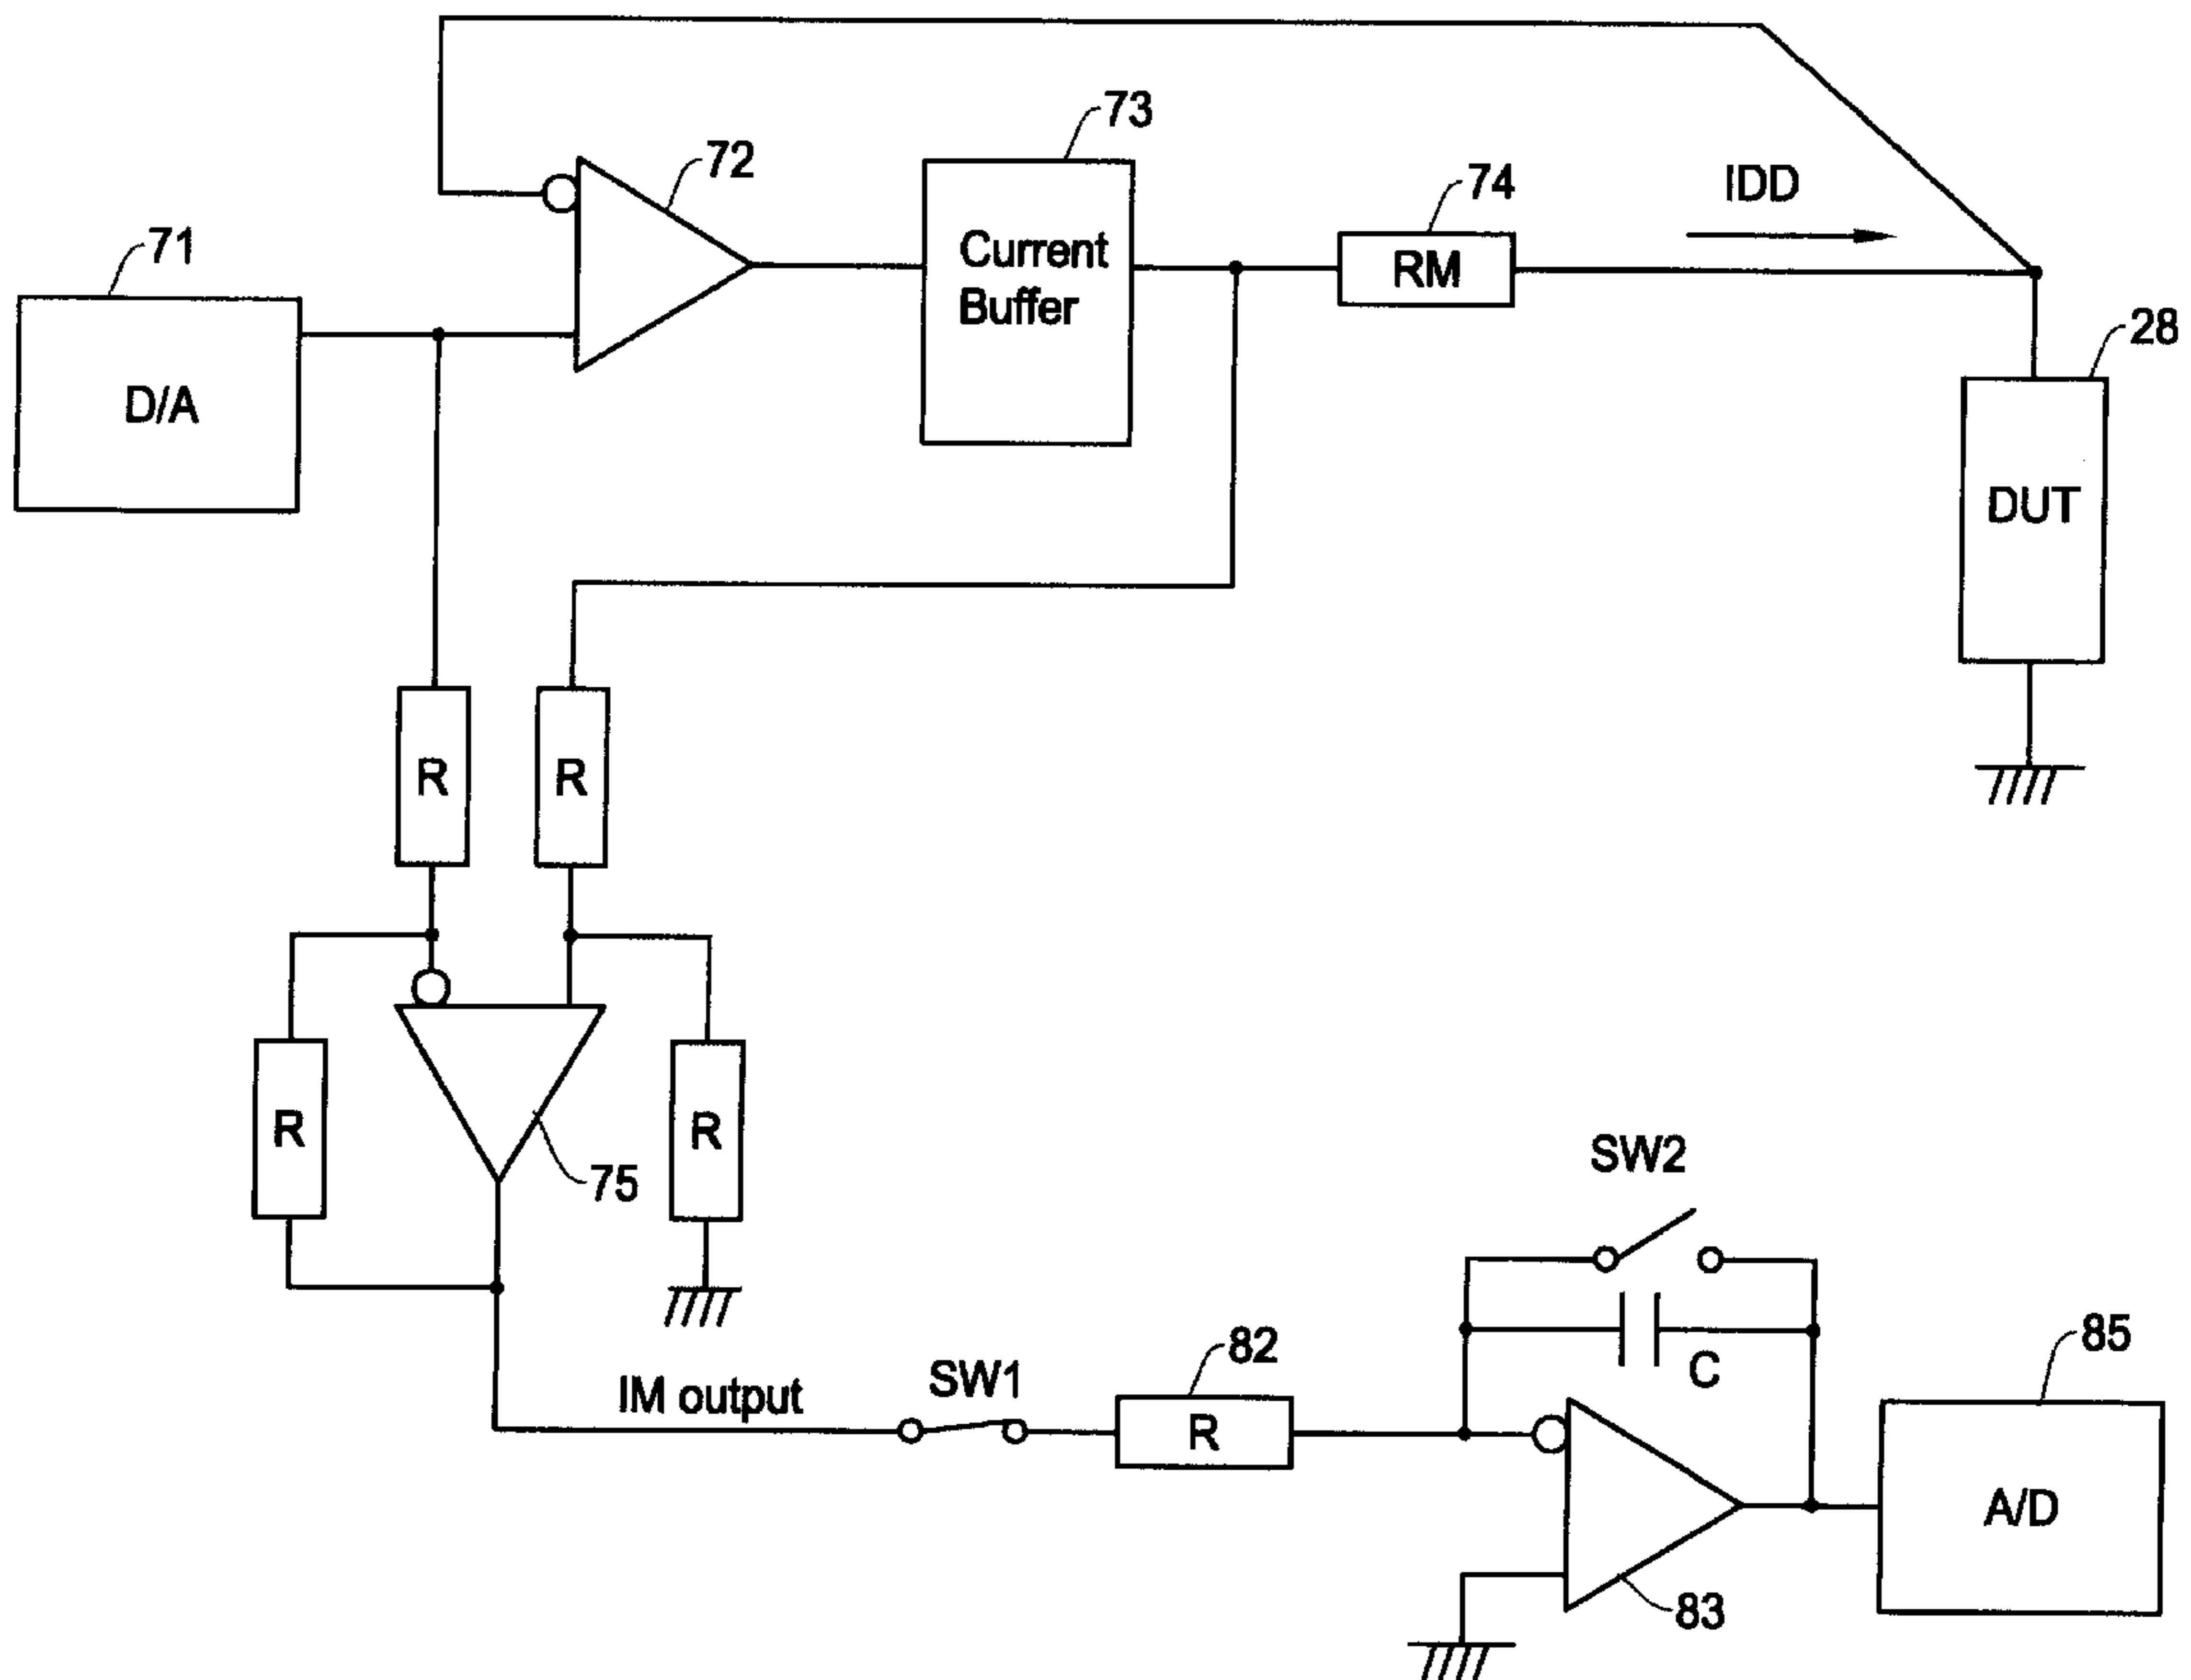 73
72
74
IDD
71
Current
Buffer
RM
28
D/A
DUT
R
R
R
R
75
SW2
82
85
IM output
SW1
C
R
A/D
83